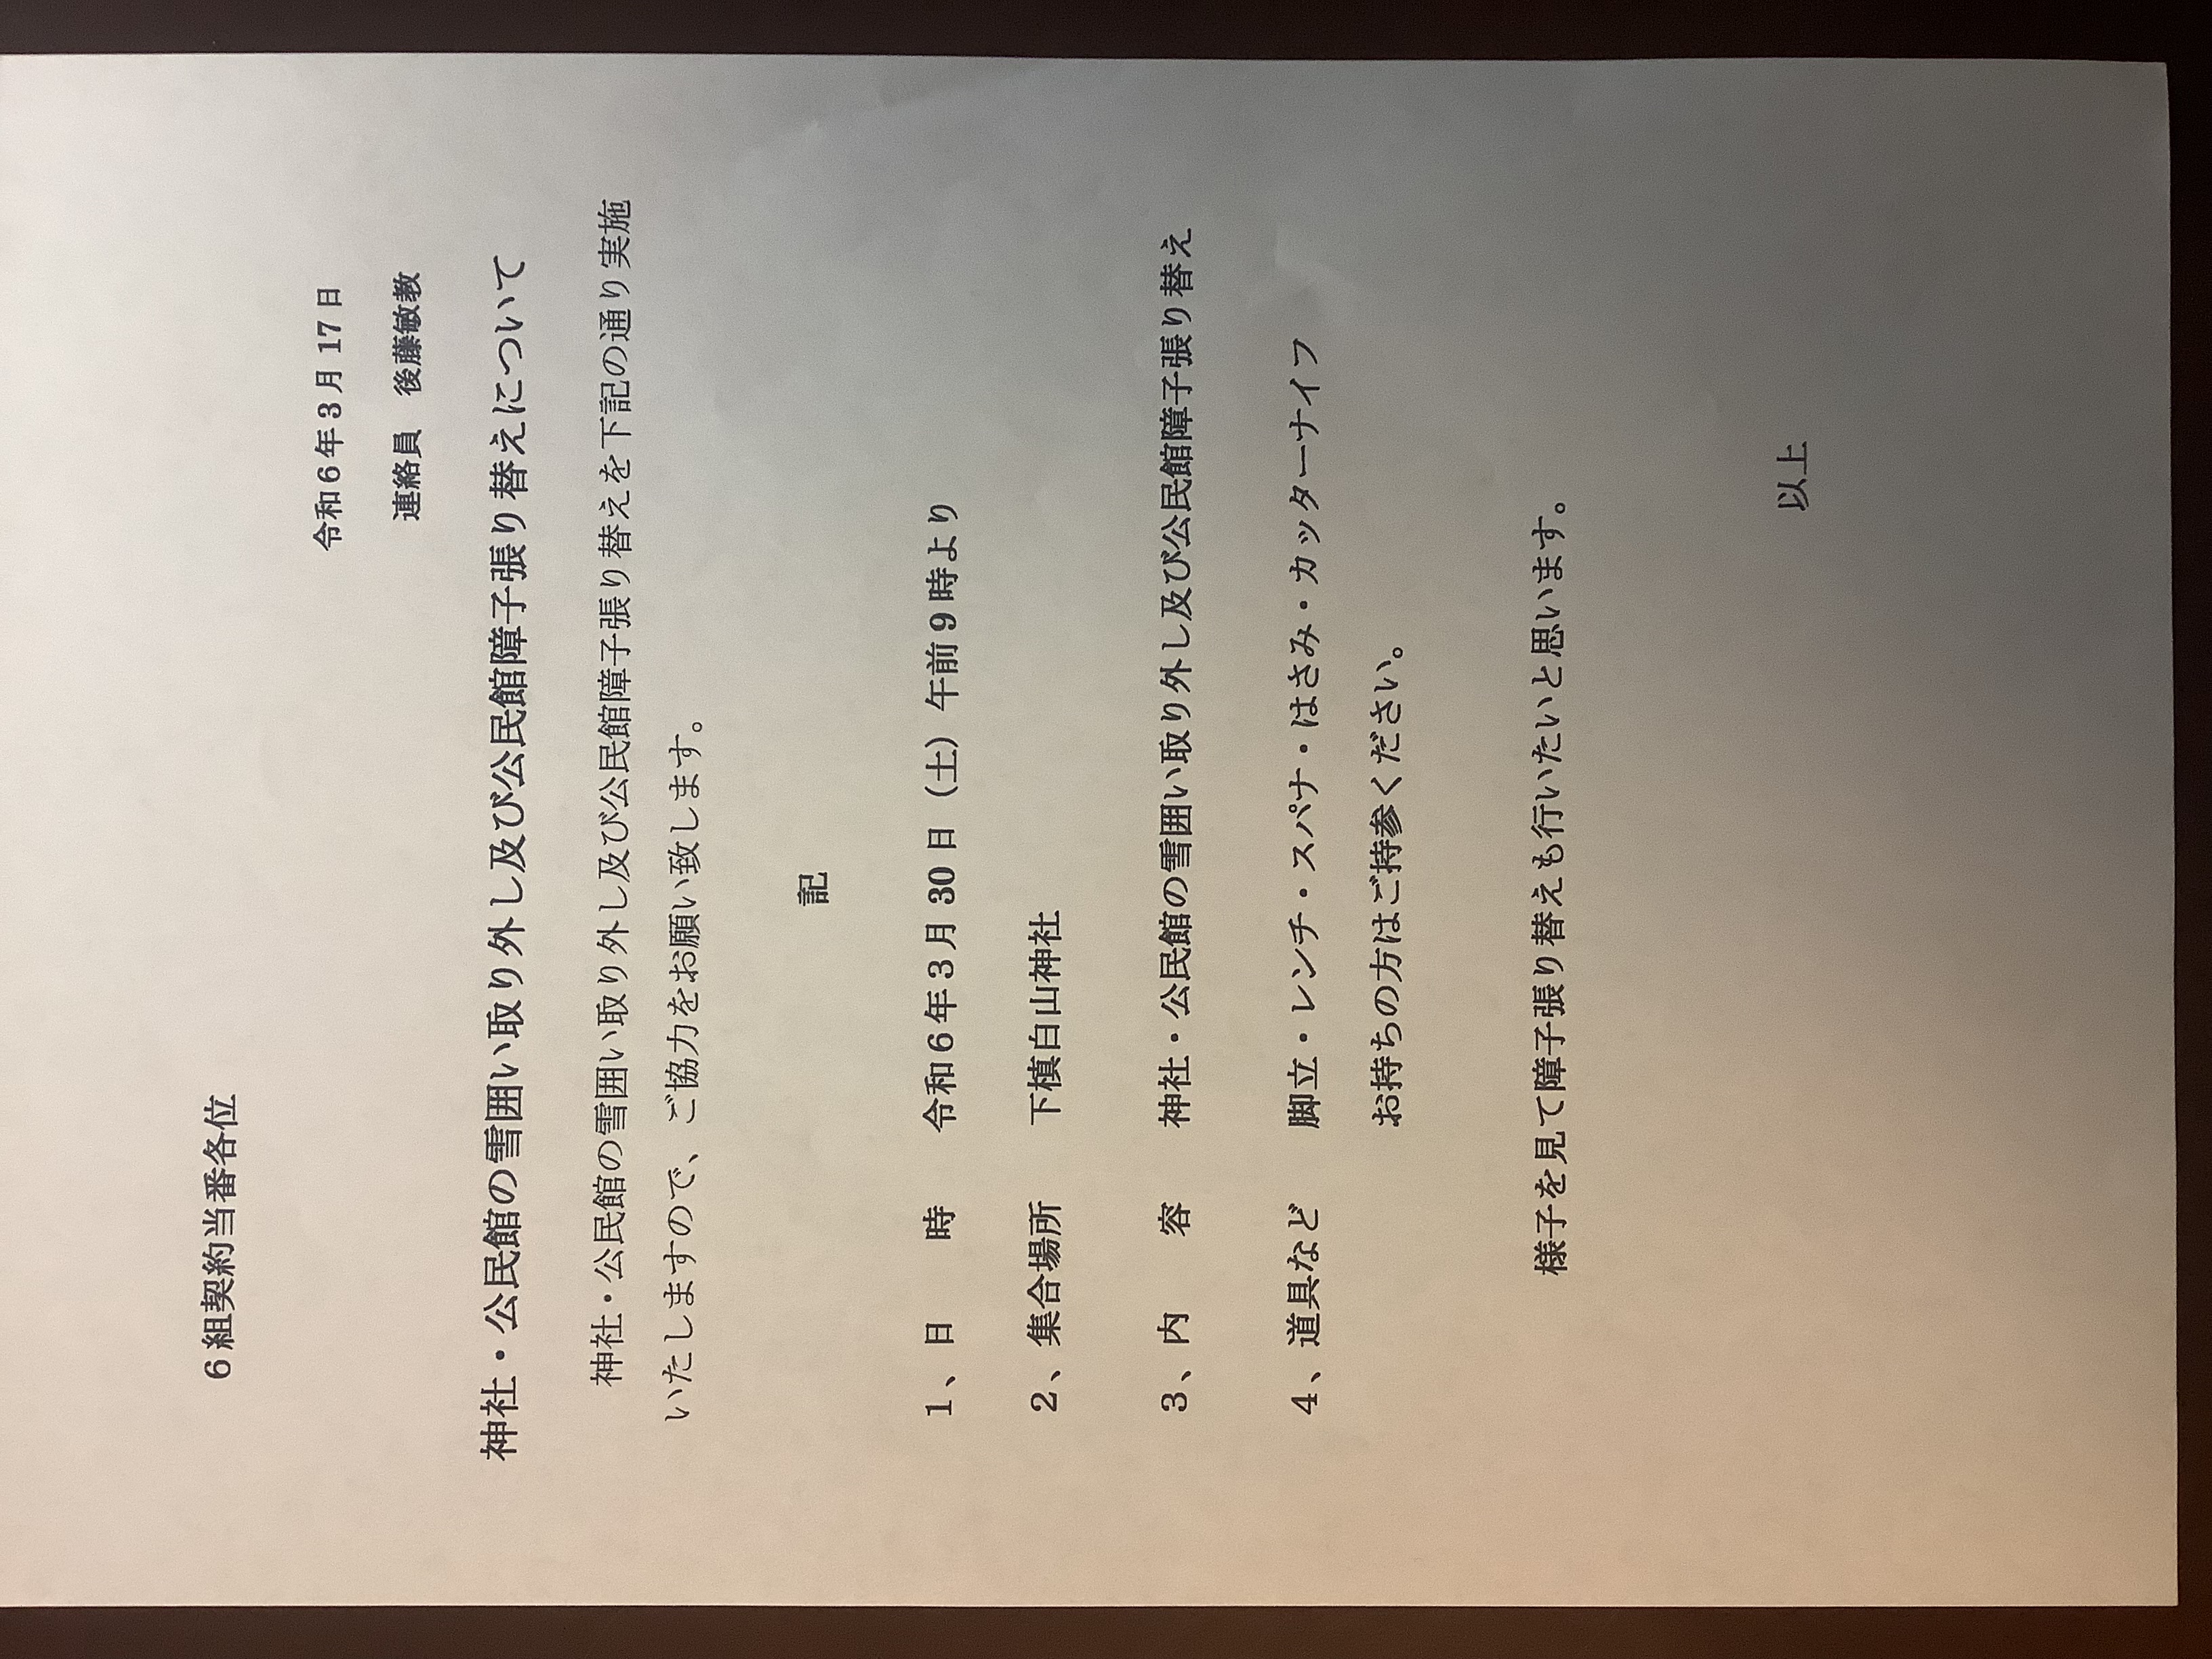 ６組契約当番各位
令和６年 3 月 17 日
連絡員　後藤敏教
神社・公民館の雪囲い取り外し及び公民館障子張り替えについて
神社・公民館の雪囲い取り外し及び公民館障子張り替えを下記の通り実施
いたしますので、ご協力をお願い致します。
記
１、日　　時　　令和６年３月 30 日（土）午前 9 時より
２、集合場所　　下槙白山神社
３、内　　容　　神社・公民館の雪囲い取り外し及び公民館障子張り替え
４、道具など　　脚立・レンチ・スパナ・はさみ・カッターナイフ
お持ちの方はご持参ください。
様子を見て障子張り替えも行いたいと思います。
以上